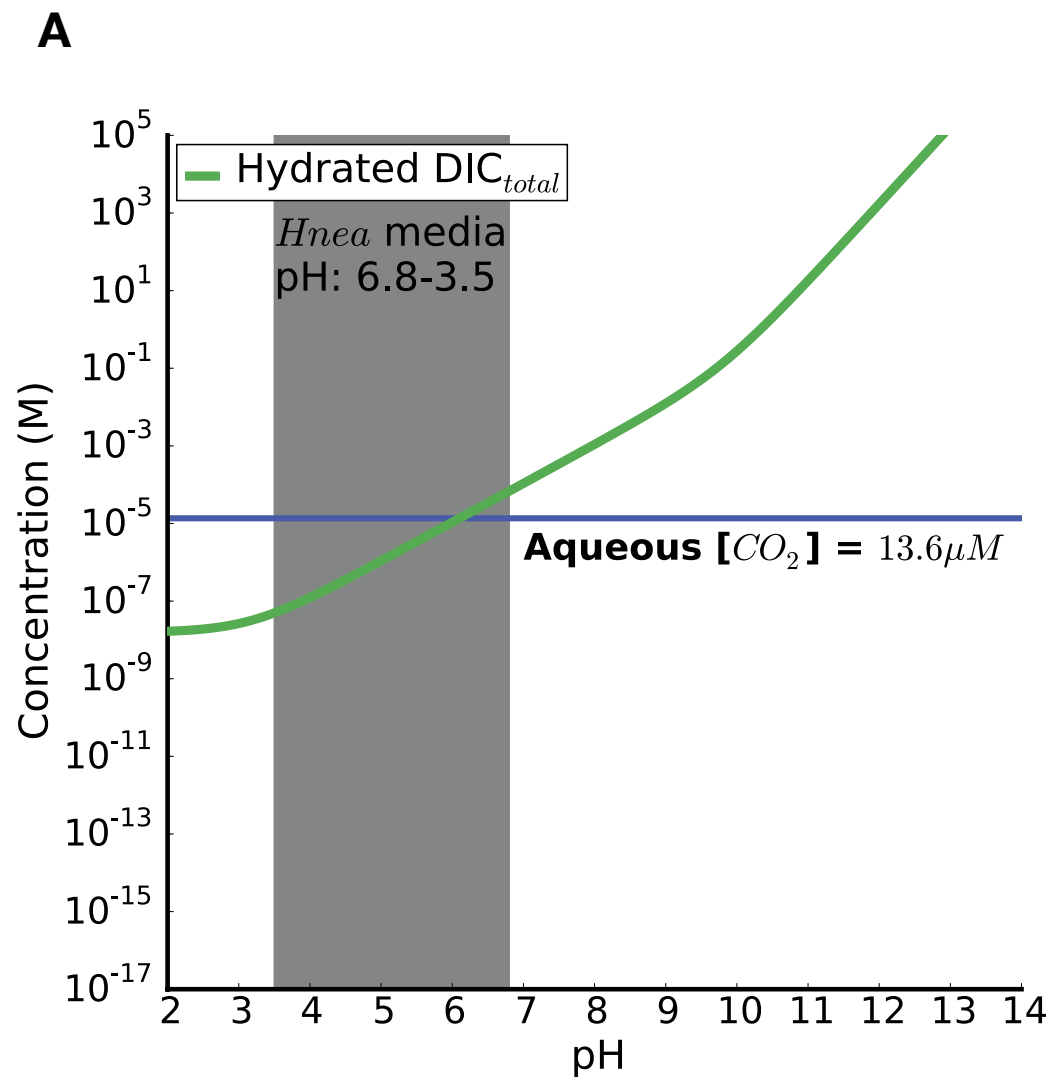 A
Hydrated DIC_total
Hnea media
pH: 6.8-3.5
Aqueous [CO_2] = 13.6μM
Concentration (M)
10^5
10^3
10^1
10^-1
10^-3
10^-5
10^-7
10^-9
10^-11
10^-13
10^-15
10^-17
2 3 4 5 6 7 8 9 10 11 12 13 14
pH